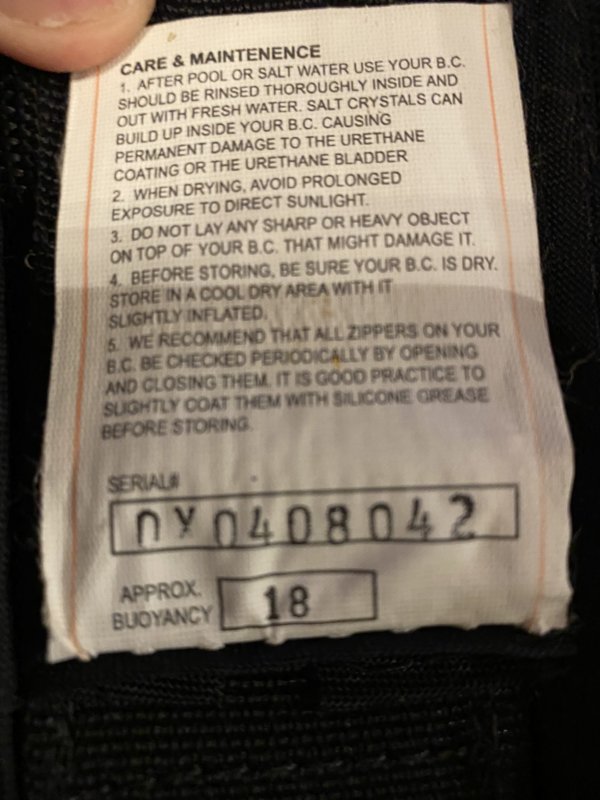 CARE & MAINTENENCE
1. AFTER POOL OR SALT WATER USE YOUR B.C.
SHOULD BE RINSED THOROUGHLY INSIDE AND
OUT WITH FRESH WATER. SALT CRYSTALS CAN
BUILD UP INSIDE YOUR B.C. CAUSING
PERMANENT DAMAGE TO THE URETHANE
COATING OR THE URETHANE BLADDER
2. WHEN DRYING, AVOID PROLONGED
EXPOSURE TO DIRECT SUNLIGHT.
3. DO NOT LAY ANY SHARP OR HEAVY OBJECT
ON TOP OF YOUR B.C. THAT MIGHT DAMAGE IT.
4. BEFORE STORING, BE SURE YOUR B.C. IS DRY.
STORE IN A COOL DRY AREA WITH IT
SLIGHTLY INFLATED.
5. WE RECOMMEND THAT ALL ZIPPERS ON YOUR
B.C. BE CHECKED PERIODICALLY BY OPENING
AND CLOSING THEM. IT IS GOOD PRACTICE TO
SLIGHTLY COAT THEM WITH SILICONE GREASE
BEFORE STORING.
SERIAL#
NY0408042
APPROX.
BUOYANCY 18